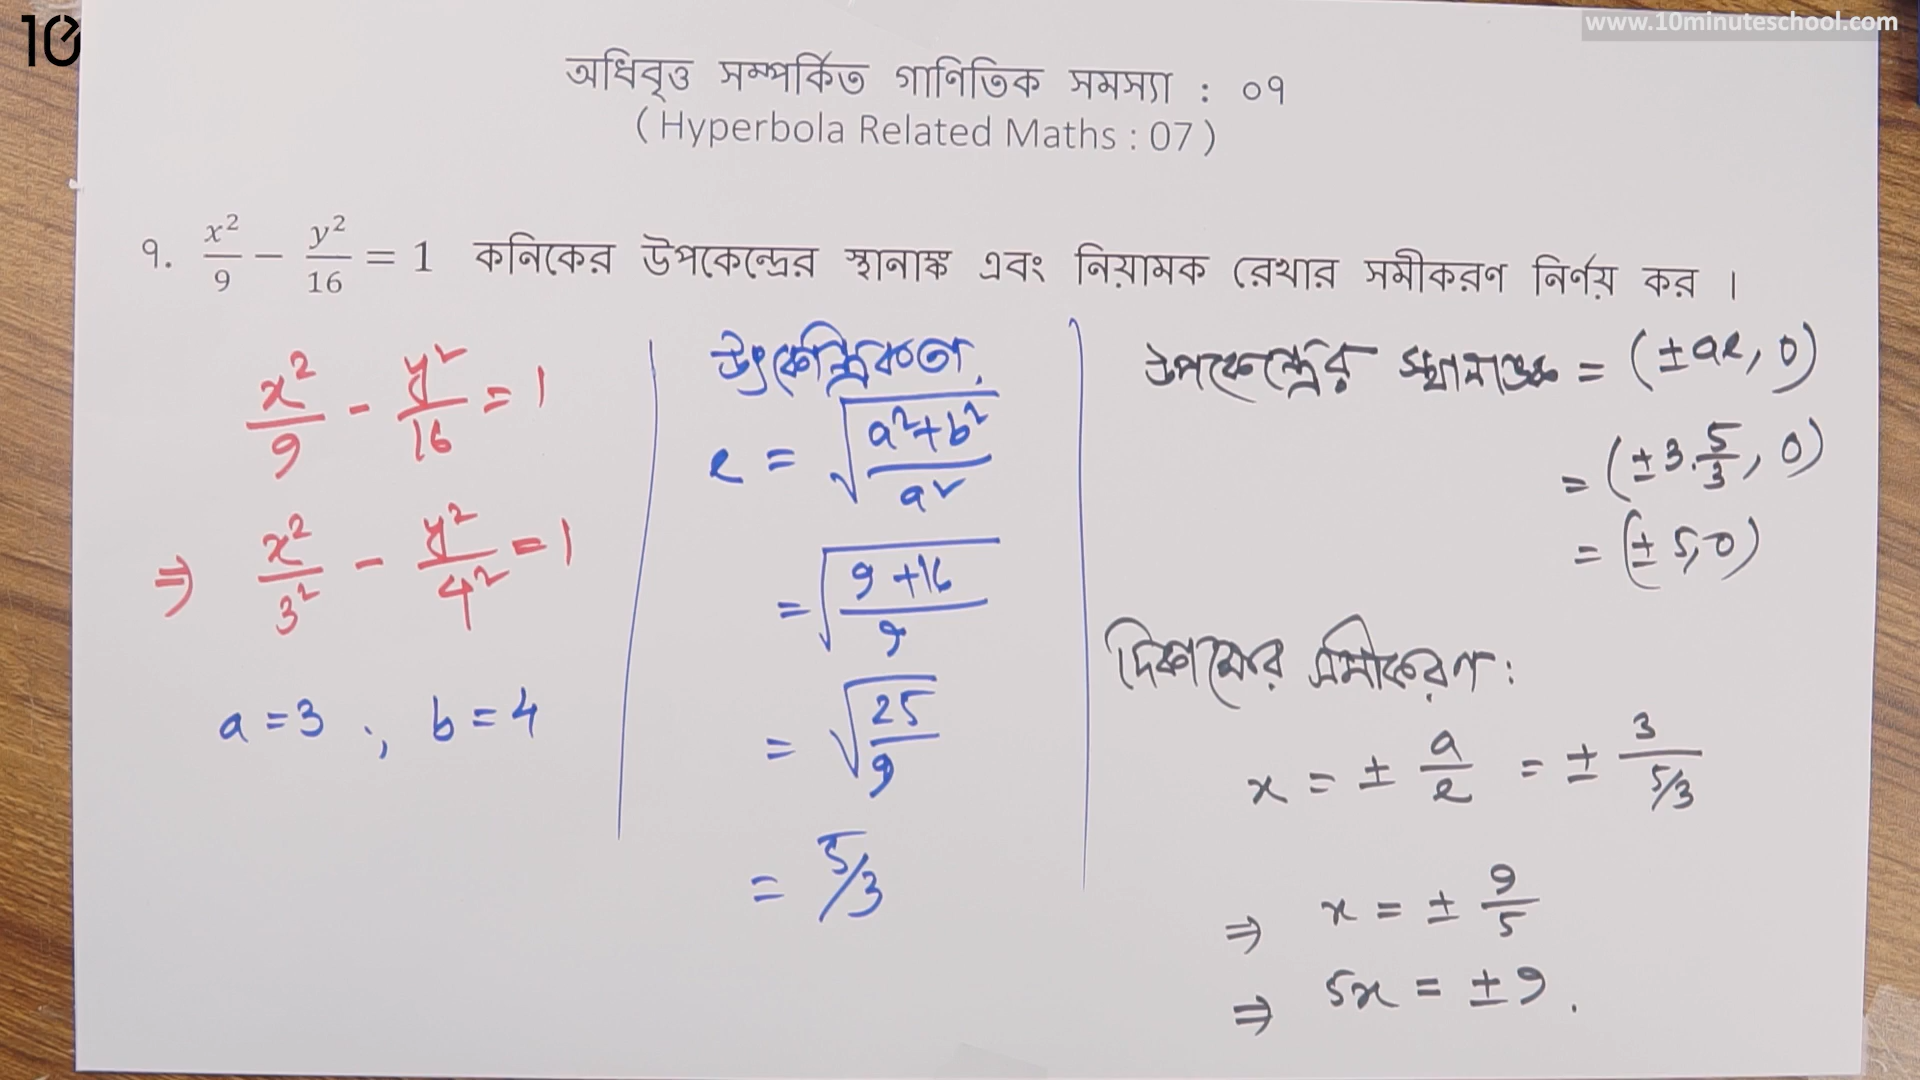 10
www.10minuteschool.com
অধিবৃত্ত সম্পর্কিত গাণিতিক সমস্যা : ০৭
( Hyperbola Related Maths : 07 )
৭. x²/9 − y²/16 = 1 কনিকের উপকেন্দ্রের স্থানাঙ্ক এবং নিয়ামক রেখার সমীকরণ নির্ণয় কর ।
x²/9 - y²/16 = 1
⇒ x²/3² - y²/4² = 1
a = 3 ., b = 4
উৎকেন্দ্রিকতা,
e = √((a²+b²)/a²)
= √((9+16)/9)
= √(25/9)
= 5/3
উপকেন্দ্রের স্থানাঙ্ক = (±ae, 0)
= (±3.5/3, 0)
= (±5,0)
দিকাক্ষের সমীকরণ :
x = ± a/e = ± 3/(5/3)
⇒ x = ± 9/5
⇒ 5x = ±9 .